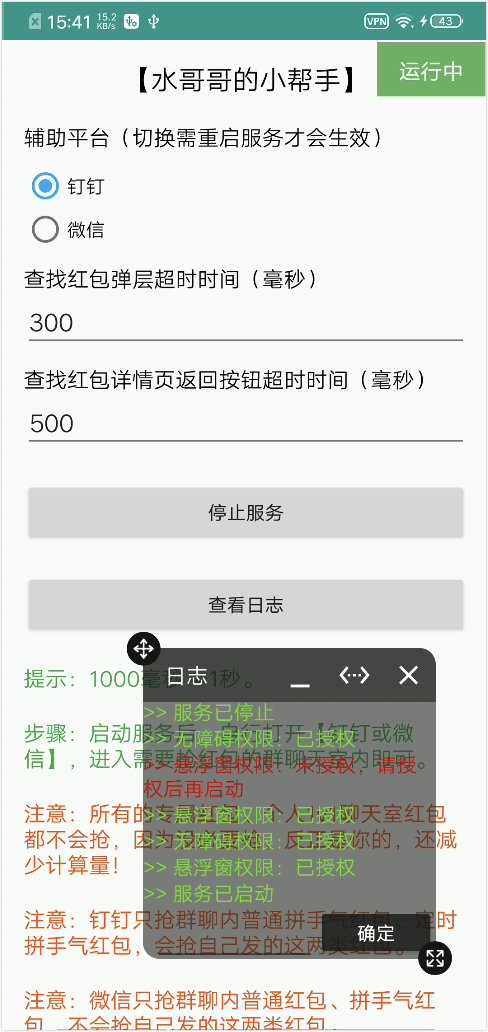 15:41 15.2 KB/s VPN 43
【水哥哥的小帮手】
运行中
辅助平台（切换需重启服务才会生效）
钉钉
微信
查找红包弹层超时时间（毫秒）
300
查找红包详情页返回按钮超时时间（毫秒）
500
停止服务
查看日志
提示：1000毫秒 1秒。
步骤：启动服务后，打开【钉钉或微
信】，进入需要抢红包的群聊天室内即可。
注意：所有的 个人 聊天室红包
都不会抢，因为 反 你的，还减
少计算量！
注意：钉钉只抢群聊内普通拼手气红包、定时
拼手气红包，会抢自己发的这两类红包。
注意：微信只抢群聊内普通红包、拼手气红
包，不会抢自己发的红包。
日志
>> 服务已停止
>> 无障碍权限：已授权
>> 悬浮窗权限：未授权，请授
权后再启动
>> 悬浮窗权限：已授权
>> 无障碍权限：已授权
>> 悬浮窗权限：已授权
>> 服务已启动
确定